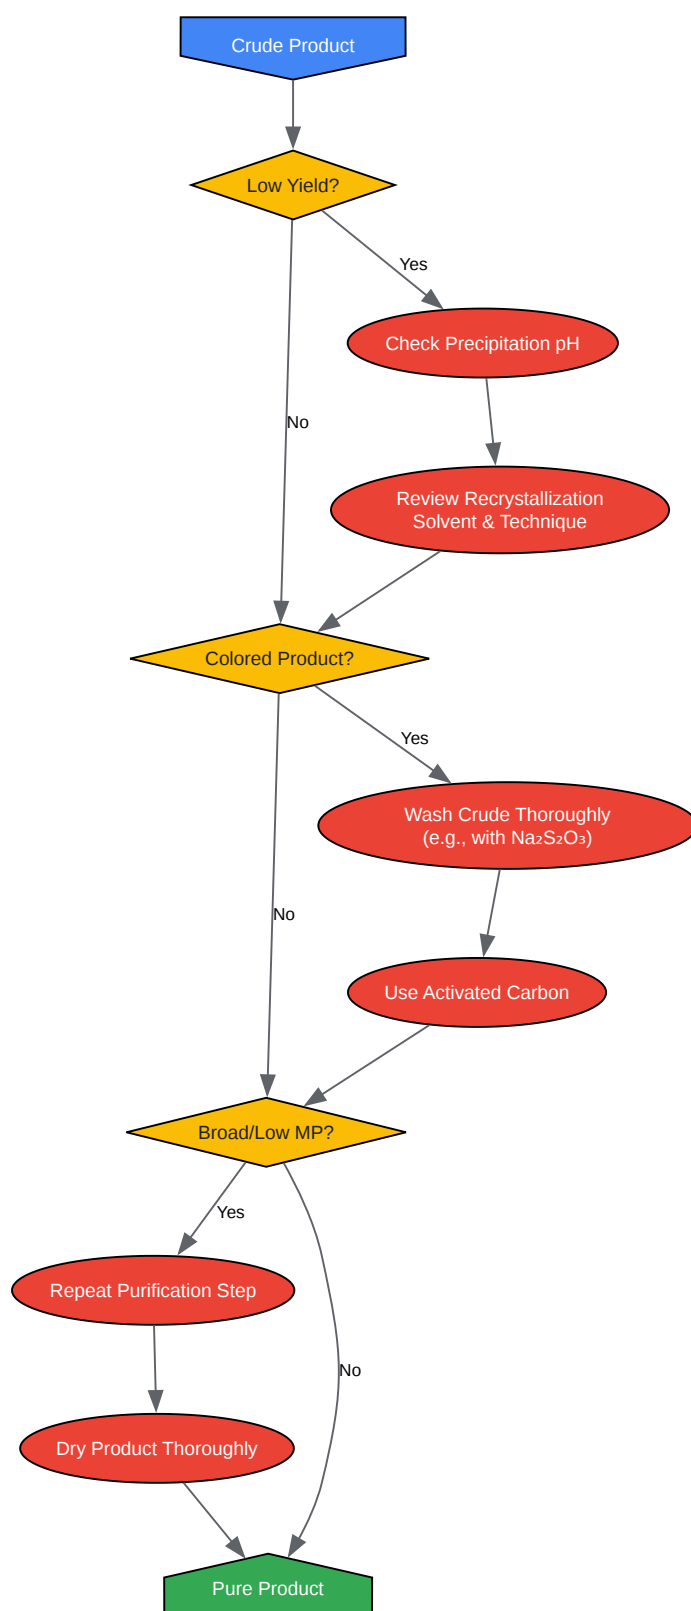 Crude Product
Low Yield?
Yes
Check Precipitation pH
No
Review Recrystallization
Solvent & Technique
Colored Product?
Yes
Wash Crude Thoroughly
(e.g., with Na₂S₂O₃)
No
Use Activated Carbon
Broad/Low MP?
Yes
Repeat Purification Step
No
Dry Product Thoroughly
Pure Product